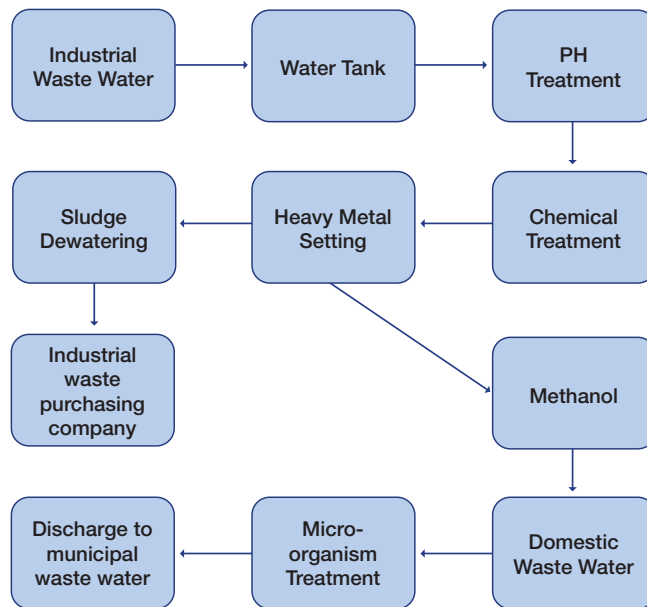 Industrial
Waste Water
Water Tank
PH
Treatment
Sludge
Dewatering
Heavy Metal
Setting
Chemical
Treatment
Industrial
waste
purchasing
company
Methanol
Discharge to
municipal
waste water
Micro-
organism
Treatment
Domestic
Waste Water